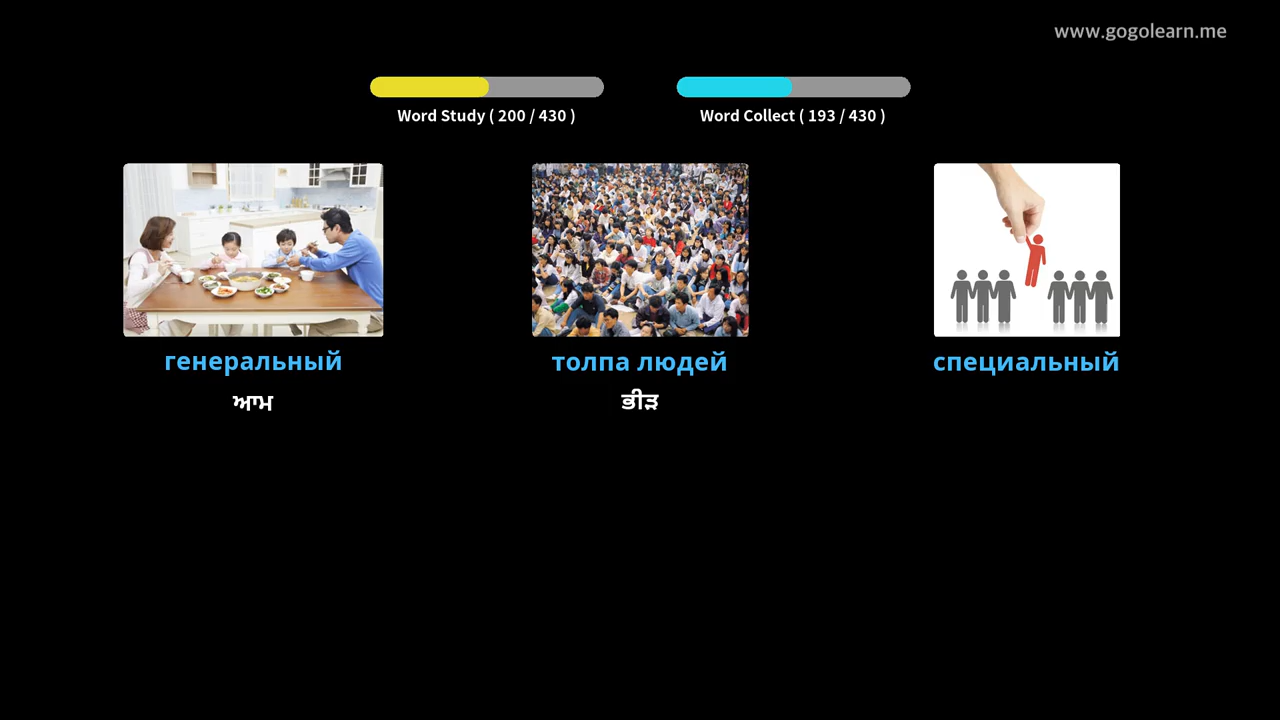 www.gogolearn.me
Word Study ( 200 / 430 )
Word Collect ( 193 / 430 )
генеральный
толпа людей
специальный
ਆਮ
ਭੀੜ